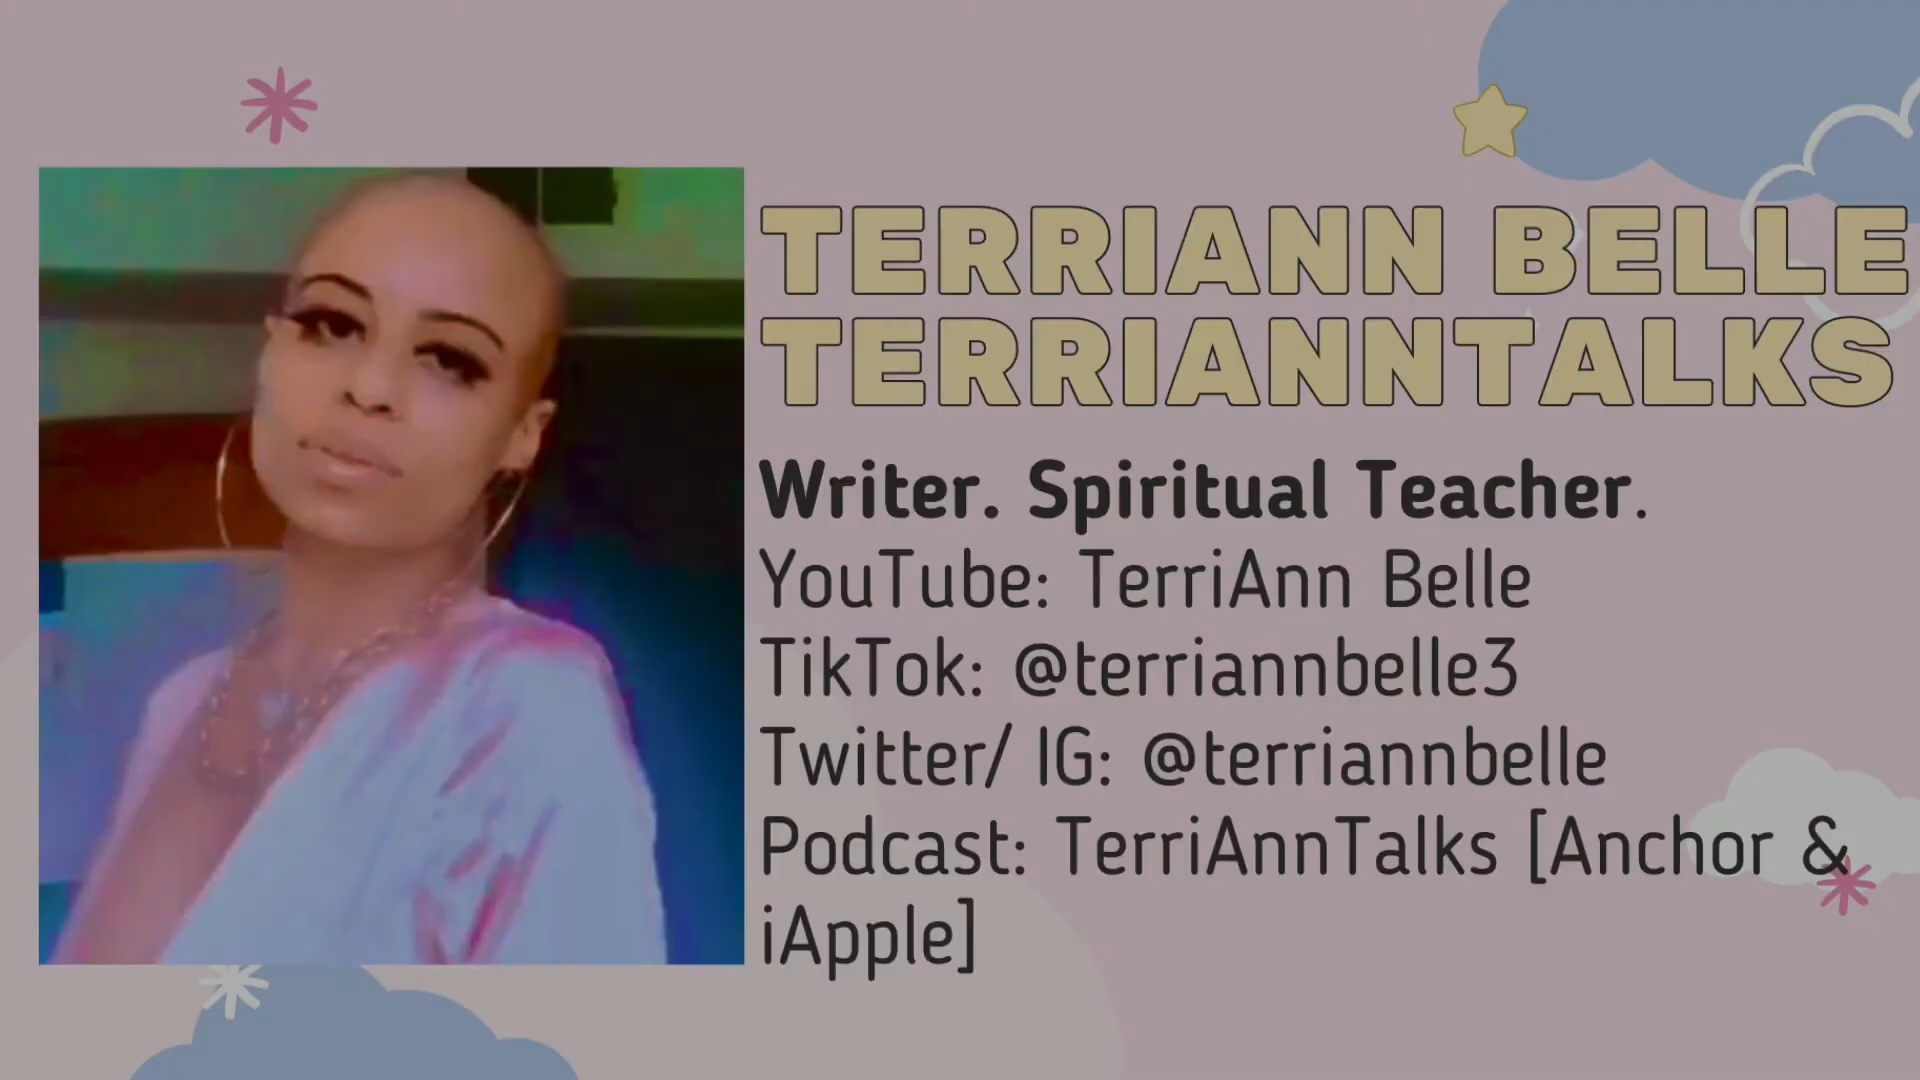 TERRIANN BELLE
TERRIANNTALKS
Writer. Spiritual Teacher.
YouTube: TerriAnn Belle
TikTok: @terriannbelle3
Twitter/ IG: @terriannbelle
Podcast: TerriAnnTalks [Anchor &
iApple]